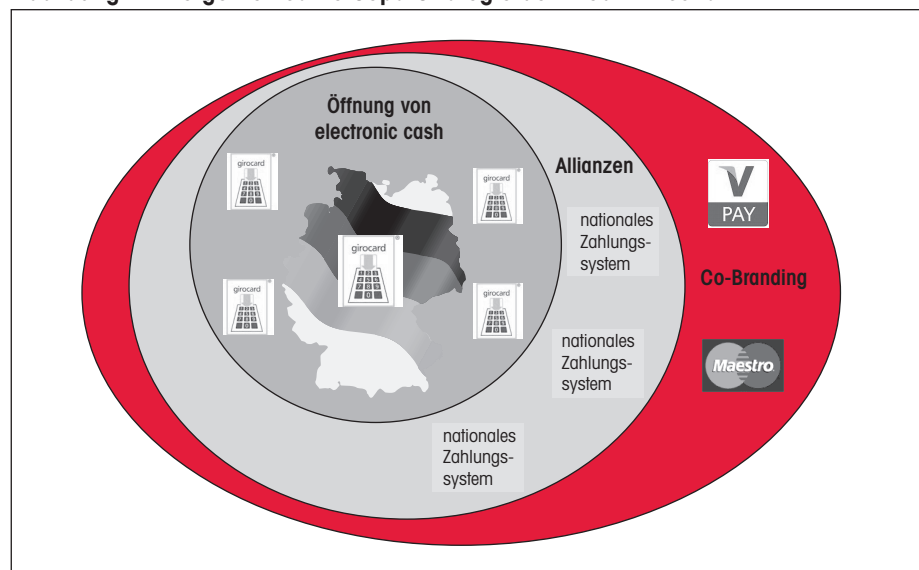 Öffnung von
electronic cash
girocard
girocard
girocard
girocard
girocard
Allianzen
nationales
Zahlungs-
system
nationales
Zahlungs-
system
nationales
Zahlungs-
system
V
PAY
Co-Branding
Maestro